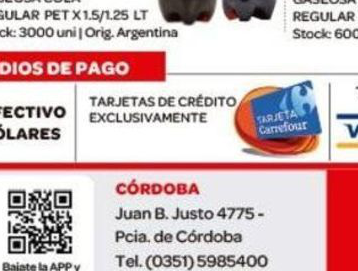 GULAR PET X 1.5/1.25 LT
ck: 3000 uni | Orig. Argentina
GASEOSA
REGULAR
Stock: 600
DIOS DE PAGO
FECTIVO
ÓLARES
TARJETAS DE CRÉDITO
EXCLUSIVAMENTE
TARJETA
Carrefour
CÓRDOBA
Juan B. Justo 4775 -
Pcia. de Córdoba
Tel. (0351) 5985400
Bajate la APP y